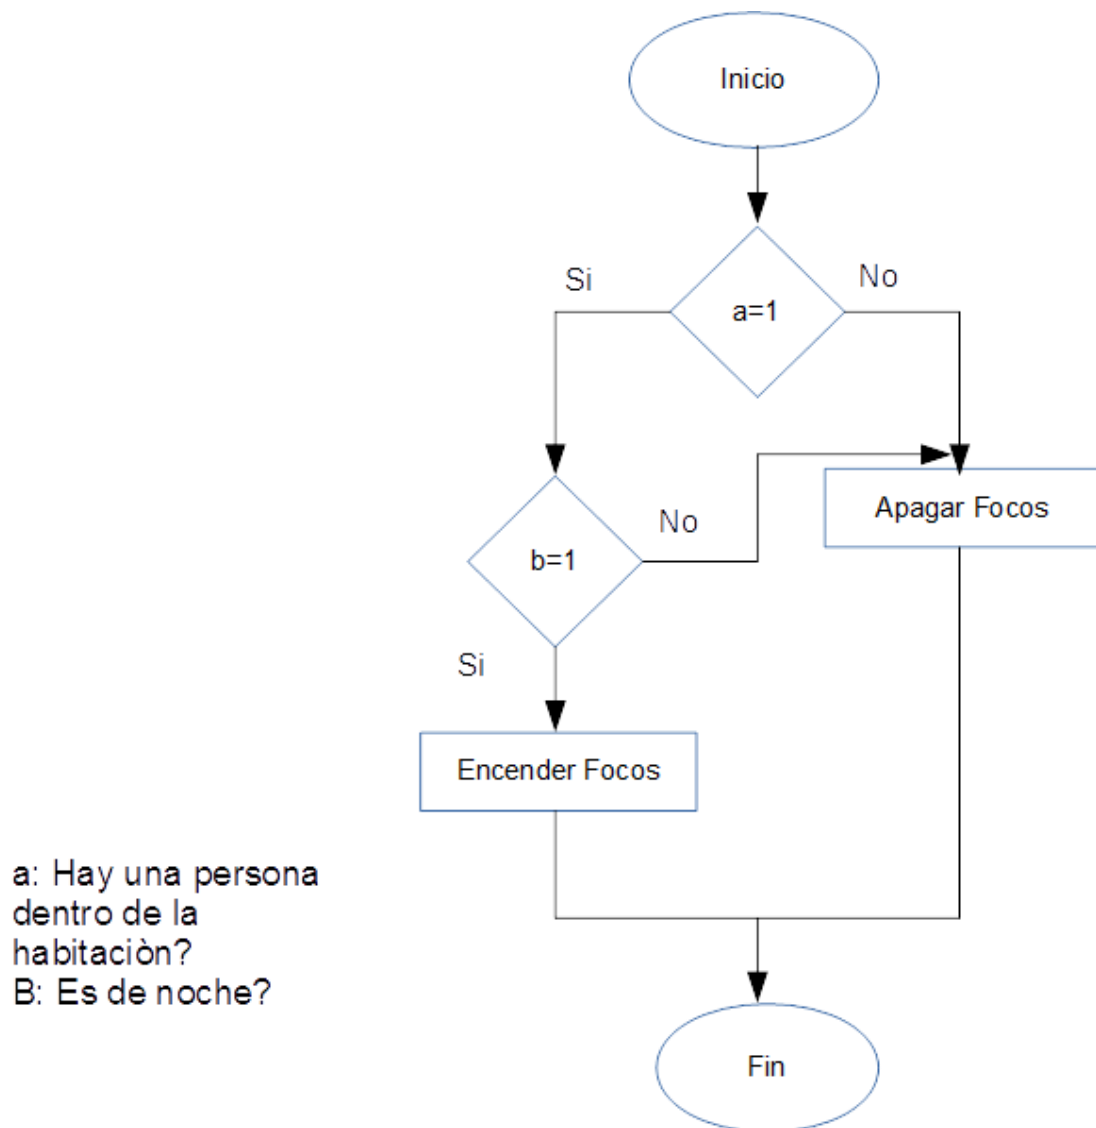 Inicio
Si
No
a=1
b=1
No
Apagar Focos
Si
Encender Focos
a: Hay una persona
dentro de la
habitaciòn?
B: Es de noche?
Fin